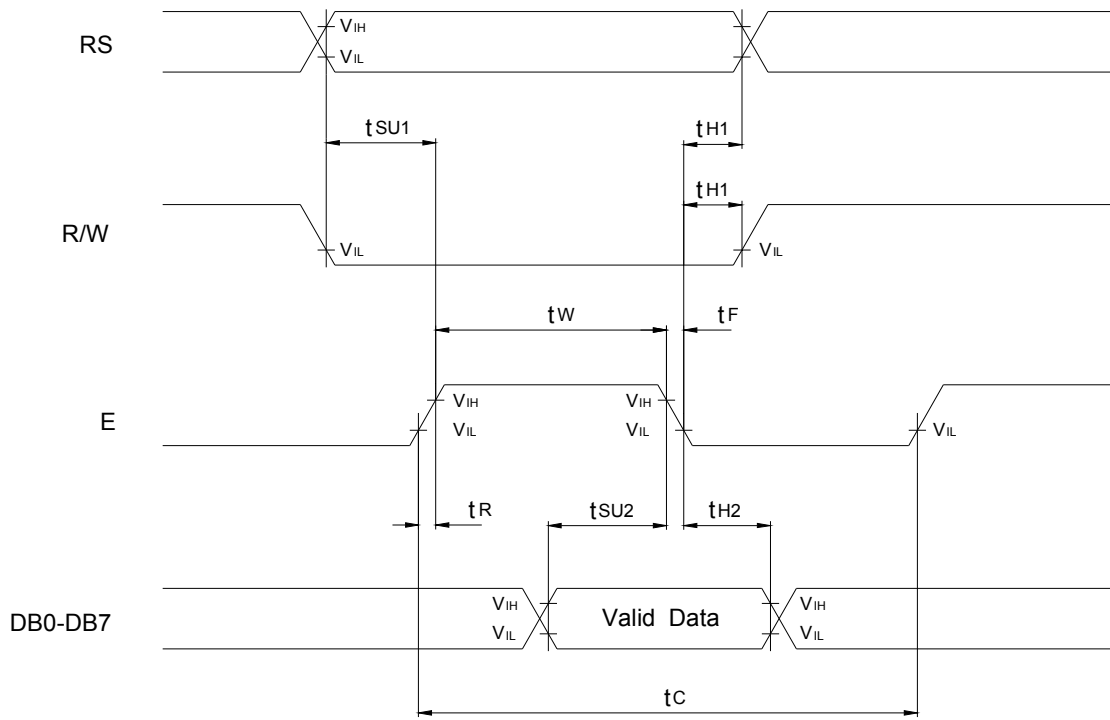 RS
VIH
VIL
tSU1
tH1
tH1
R/W
VIL
VIL
tW
tF
E
VIH
VIH
VIL
VIL
VIL
tR
tSU2
tH2
DB0-DB7
VIH
Valid Data
VIH
VIL
VIL
tC